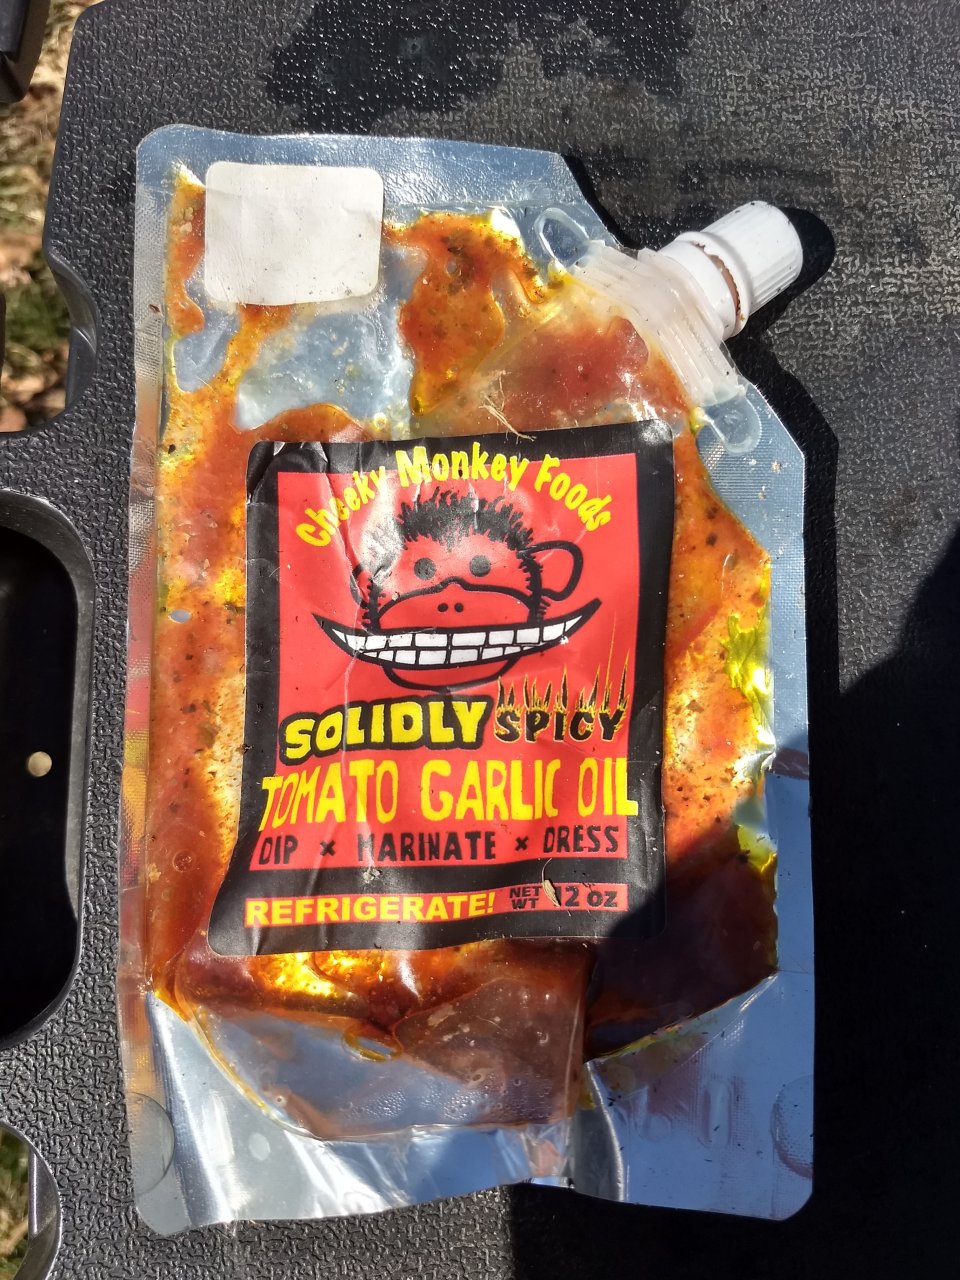 Cheeky Monkey Foods
SOLIDLY SPICY
TOMATO GARLIC OIL
DIP × MARINATE × DRESS
REFRIGERATE! NET WT 12 oz